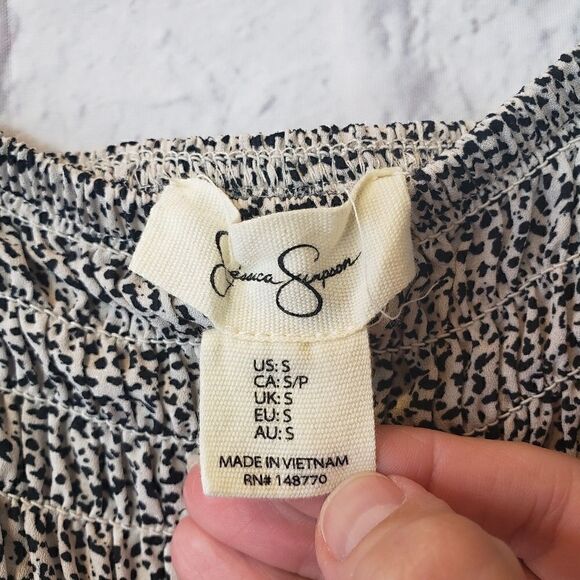 Jessica Simpson
US: S
CA: S/P
UK: S
EU: S
AU: S
MADE IN VIETNAM
RN# 148770